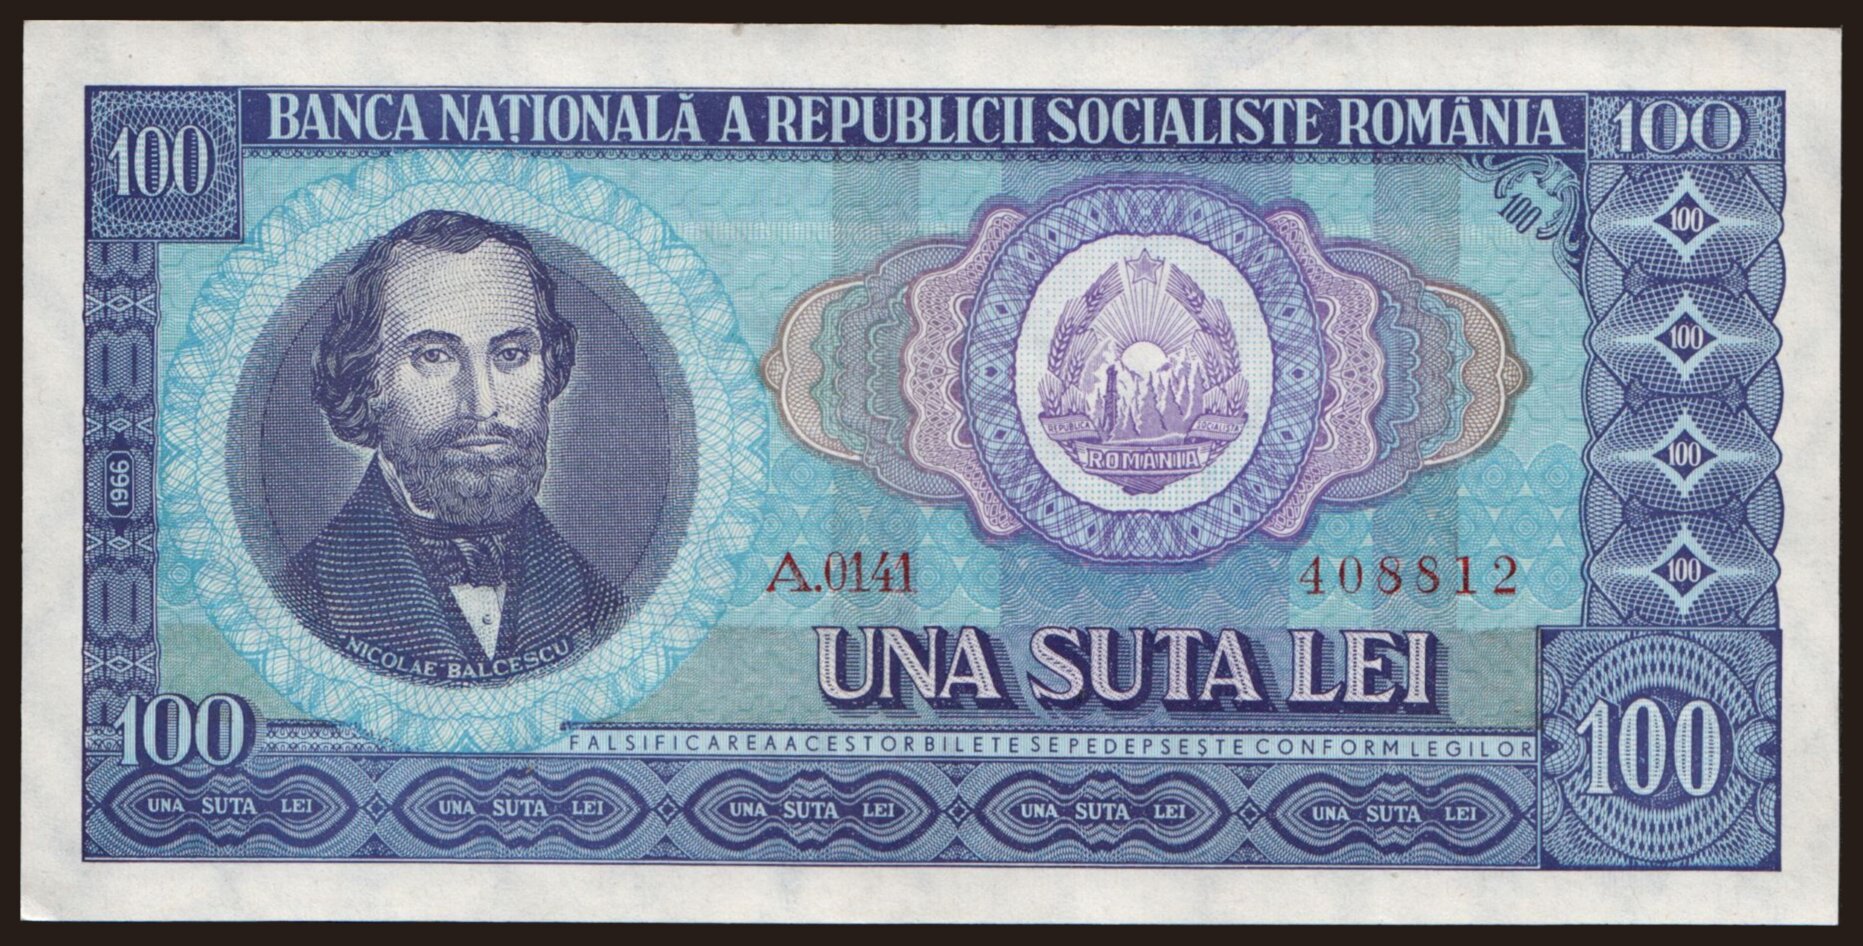 100 BANCA NAȚIONALĂ A REPUBLICII SOCIALISTE ROMÂNIA 100
100
100
100
REPUBLICA SOCIALISTA
ROMÂNIA
1966
100
A.0141 408812
100
NICOLAE BALCESCU
UNA SUTA LEI
100
FALSIFICAREA ACESTOR BILETE SE PEDEPSEȘTE CONFORM LEGILOR
100
UNA SUTA LEI UNA SUTA LEI UNA SUTA LEI UNA SUTA LEI UNA SUTA LEI